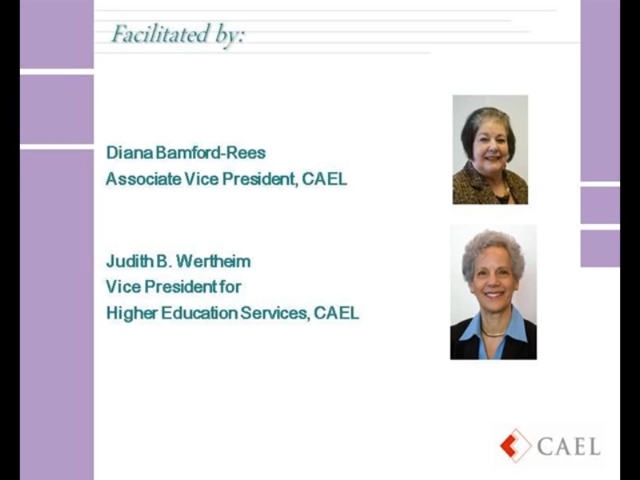 Facilitated by:
Diana Bamford-Rees
Associate Vice President, CAEL
Judith B. Wertheim
Vice President for
Higher Education Services, CAEL
CAEL